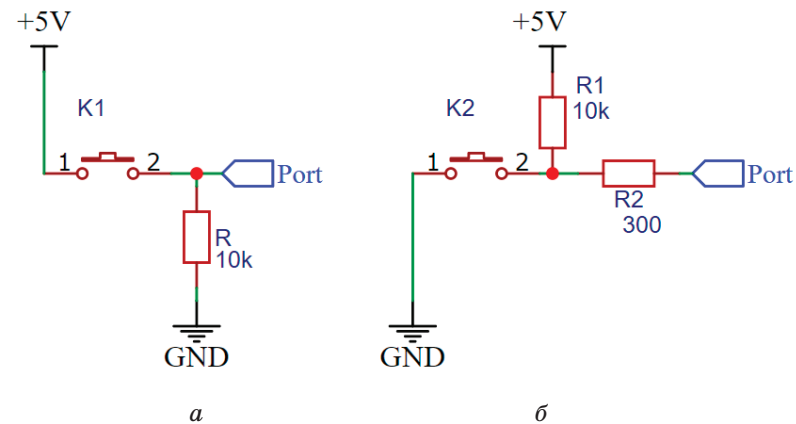 +5V
K1
1
2
Port
R
10k
GND
а
+5V
R1
10k
K2
1
2
R2
300
Port
GND
б